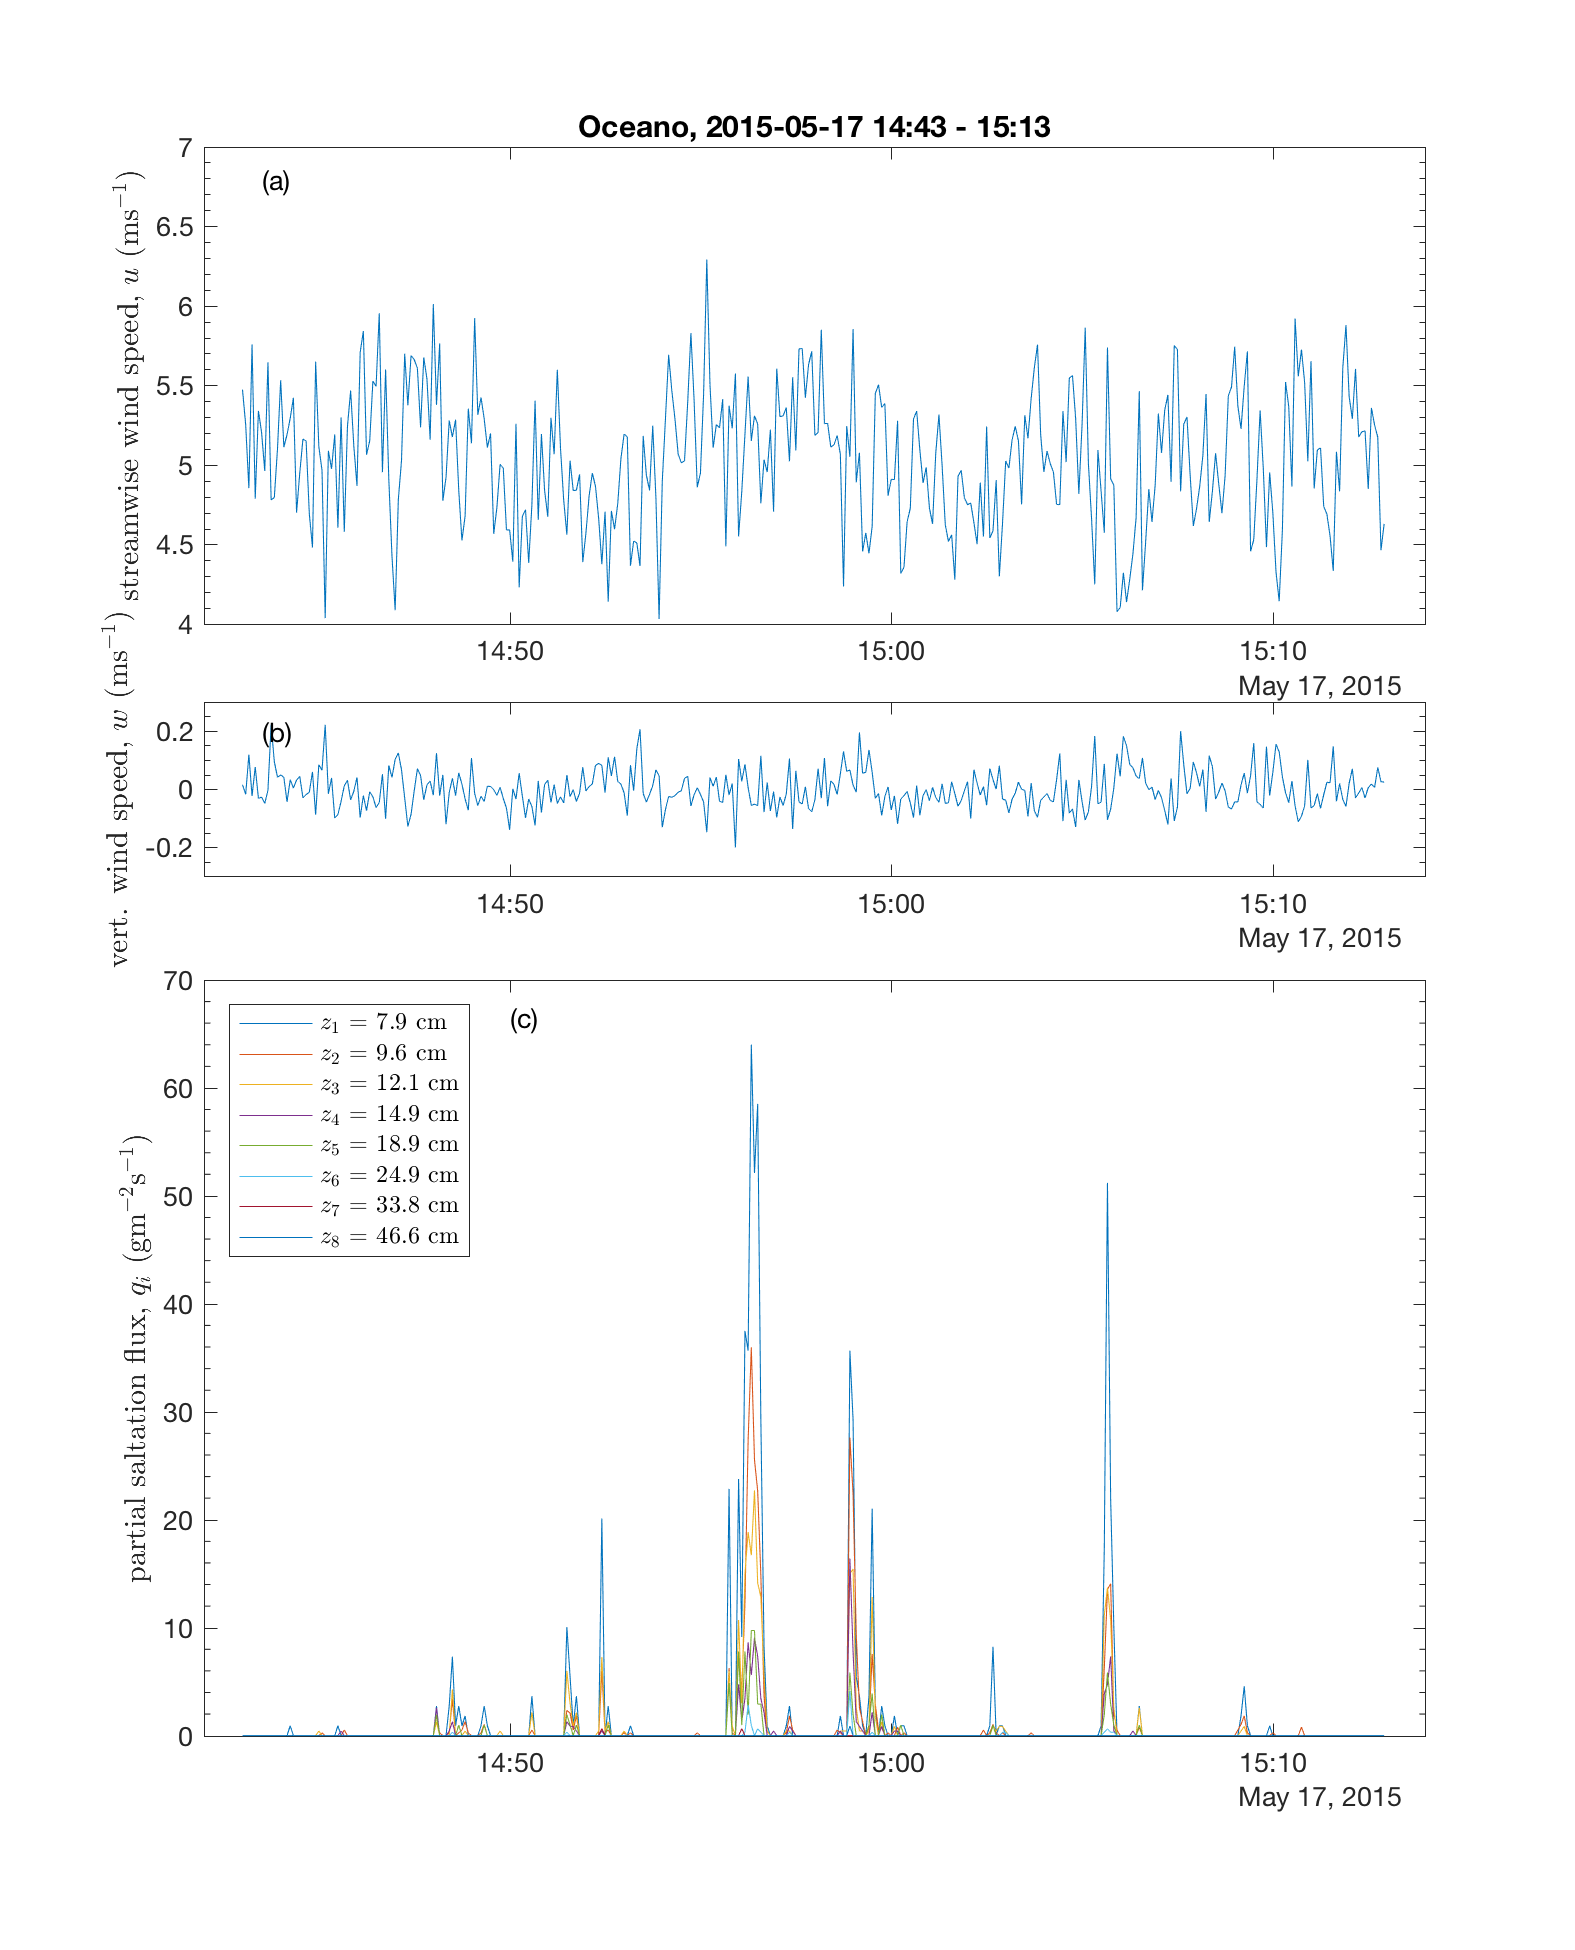 Oceano, 2015-05-17 14:43 - 15:13
streamwise wind speed, u (ms⁻¹)
(a)
7
6.5
6
5.5
5
4.5
4
14:50 15:00 15:10
May 17, 2015
vert. wind speed, w (ms⁻¹)
(b)
0.2
0
-0.2
14:50 15:00 15:10
May 17, 2015
partial saltation flux, qᵢ (gm⁻²s⁻¹)
(c)
70
60
50
40
30
20
10
0
z₁ = 7.9 cm
z₂ = 9.6 cm
z₃ = 12.1 cm
z₄ = 14.9 cm
z₅ = 18.9 cm
z₆ = 24.9 cm
z₇ = 33.8 cm
z₈ = 46.6 cm
14:50 15:00 15:10
May 17, 2015